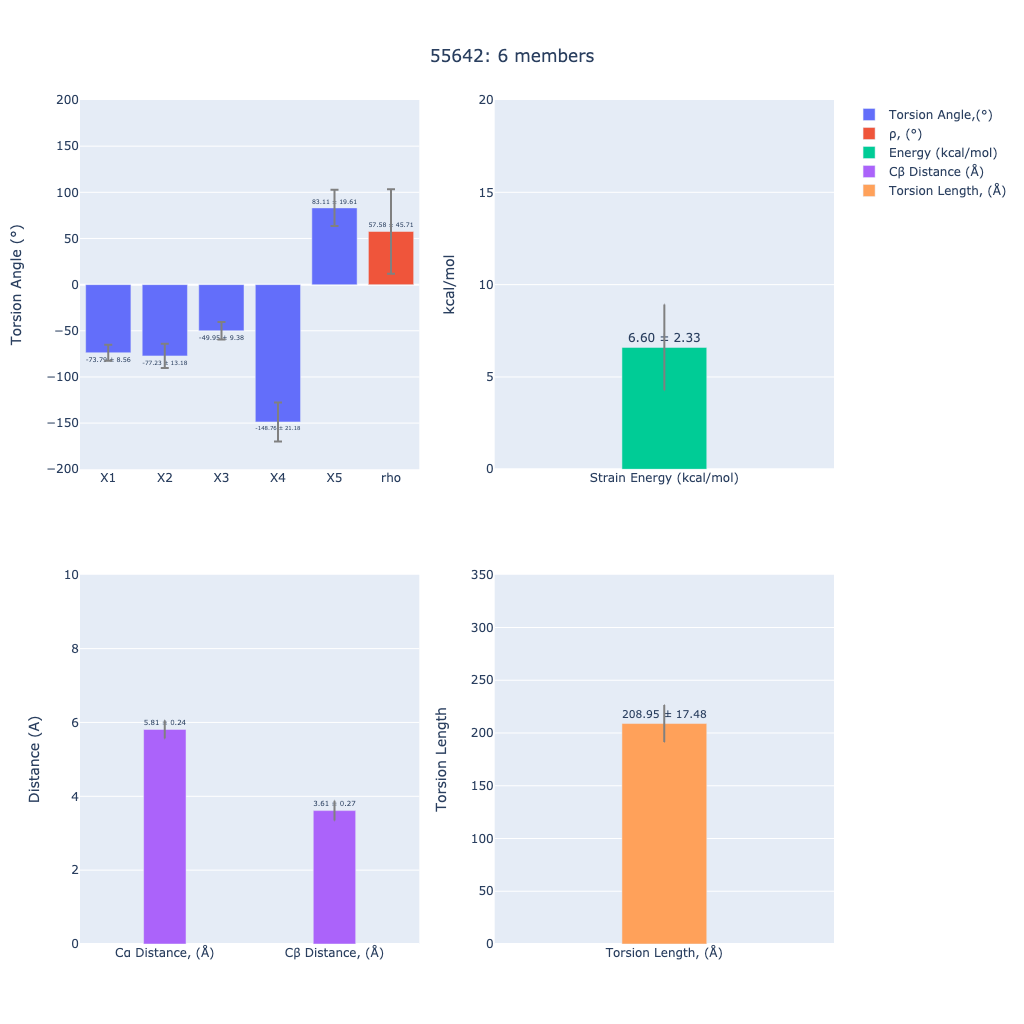 55642: 6 members
Torsion Angle,(°)
ρ, (°)
Energy (kcal/mol)
Cβ Distance (Å)
Torsion Length, (Å)
Torsion Angle (°)
200
150
100
50
0
−50
−100
−150
−200
-73.79 ± 8.56
-77.23 ± 13.18
-49.95 ± 9.38
-148.76 ± 21.18
83.11 ± 19.61
57.58 ± 45.71
X1 X2 X3 X4 X5 rho
kcal/mol
20
15
10
5
0
6.60 ± 2.33
Strain Energy (kcal/mol)
Distance (A)
10
8
6
4
2
0
5.81 ± 0.24
3.61 ± 0.27
Cα Distance, (Å) Cβ Distance, (Å)
Torsion Length
350
300
250
200
150
100
50
0
208.95 ± 17.48
Torsion Length, (Å)